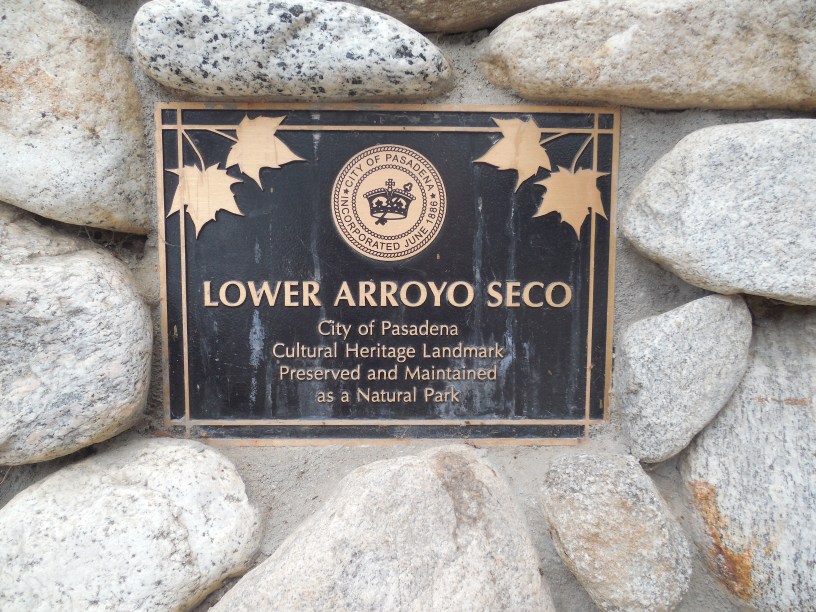 CITY OF PASADENA
INCORPORATED JUNE 1886
LOWER ARROYO SECO
City of Pasadena
Cultural Heritage Landmark
Preserved and Maintained
as a Natural Park